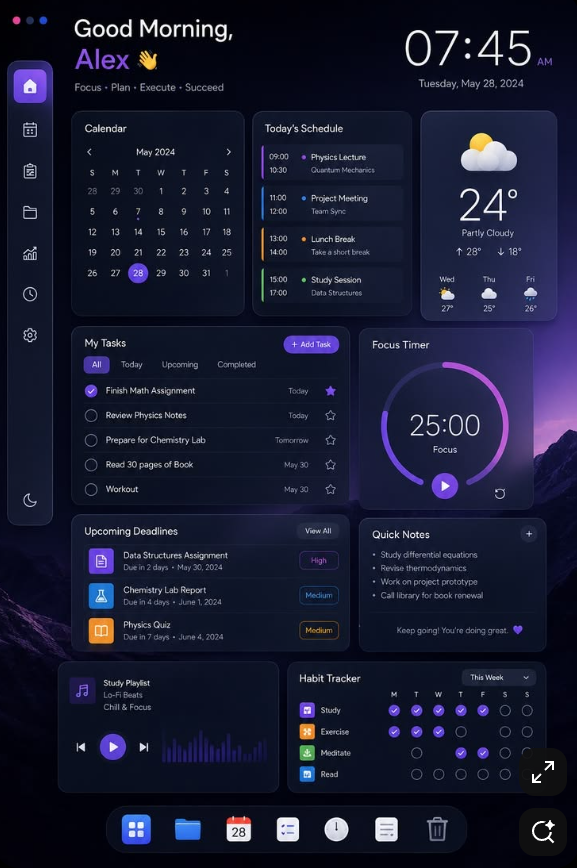 Good Morning,
Alex 👋
Focus • Plan • Execute • Succeed
07:45 AM
Tuesday, May 28, 2024
Calendar
May 2024
S M T W T F S
28 29 30 1 2 3 4
5 6 7 8 9 10 11
12 13 14 15 16 17 18
19 20 21 22 23 24 25
26 27 28 29 30 31 1
Today's Schedule
09:00 Physics Lecture
10:30 Quantum Mechanics
11:00 Project Meeting
12:00 Team Sync
13:00 Lunch Break
14:00 Take a short break
15:00 Study Session
17:00 Data Structures
24°
Partly Cloudy
↑ 28° ↓ 18°
Wed Thu Fri
27° 25° 26°
My Tasks
+ Add Task
All Today Upcoming Completed
Finish Math Assignment Today
Review Physics Notes Today
Prepare for Chemistry Lab Tomorrow
Read 30 pages of Book May 30
Workout May 30
Focus Timer
25:00
Focus
Upcoming Deadlines
View All
Data Structures Assignment
Due in 2 days • May 30, 2024
High
Chemistry Lab Report
Due in 4 days • June 1, 2024
Medium
Physics Quiz
Due in 7 days • June 4, 2024
Medium
Quick Notes
+
• Study differential equations
• Revise thermodynamics
• Work on project prototype
• Call library for book renewal
Keep going! You're doing great. 💜
Study Playlist
Lo-Fi Beats
Chill & Focus
Habit Tracker
This Week
M T W T F S S
Study
Exercise
Meditate
Read
28